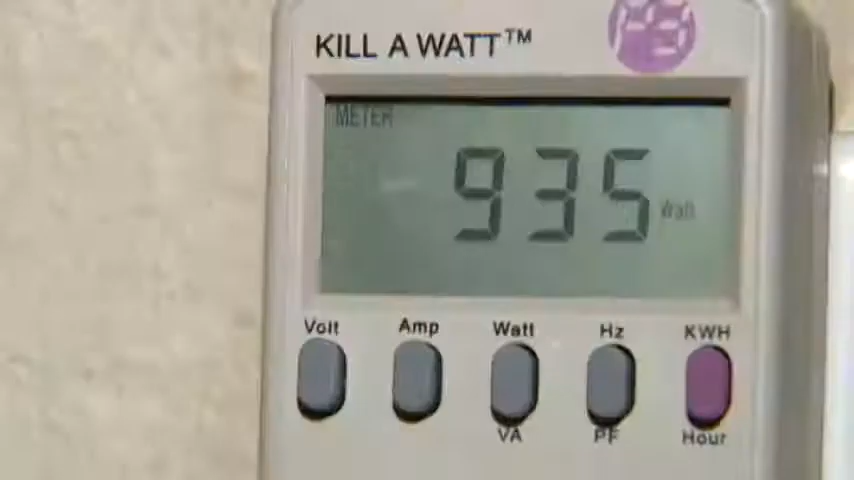 KILL A WATT™
METER
935 Watt
Volt Amp Watt Hz KWH
VA PF Hour